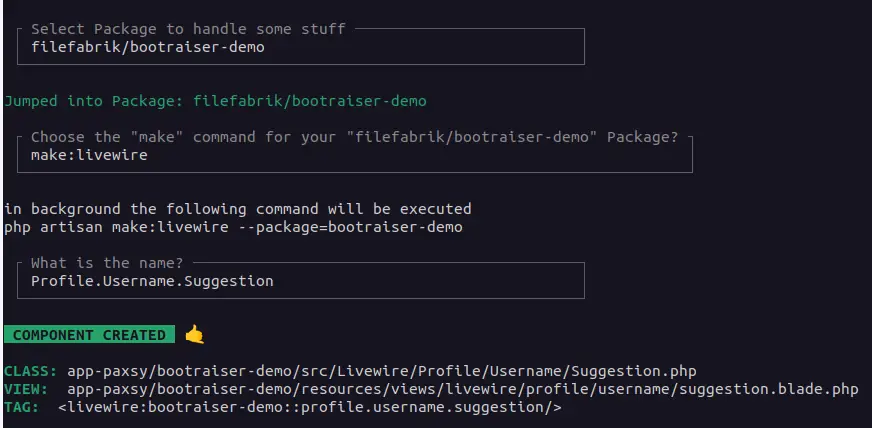 Select Package to handle some stuff
filefabrik/bootraiser-demo
Jumped into Package: filefabrik/bootraiser-demo
Choose the "make" command for your "filefabrik/bootraiser-demo" Package?
make:livewire
in background the following command will be executed
php artisan make:livewire --package=bootraiser-demo
What is the name?
Profile.Username.Suggestion
COMPONENT CREATED 🤙
CLASS: app-paxsy/bootraiser-demo/src/Livewire/Profile/Username/Suggestion.php
VIEW: app-paxsy/bootraiser-demo/resources/views/livewire/profile/username/suggestion.blade.php
TAG: <livewire:bootraiser-demo::profile.username.suggestion/>